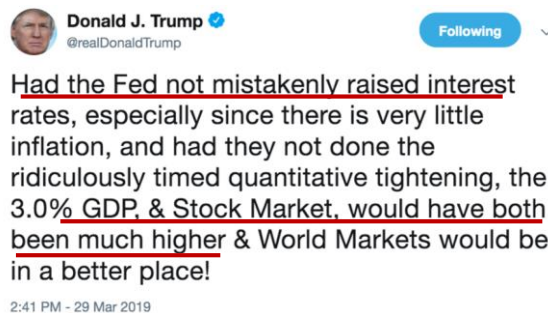 Donald J. Trump
@realDonaldTrump
Following
Had the Fed not mistakenly raised interest
rates, especially since there is very little
inflation, and had they not done the
ridiculously timed quantitative tightening, the
3.0% GDP, & Stock Market, would have both
been much higher & World Markets would be
in a better place!
2:41 PM - 29 Mar 2019